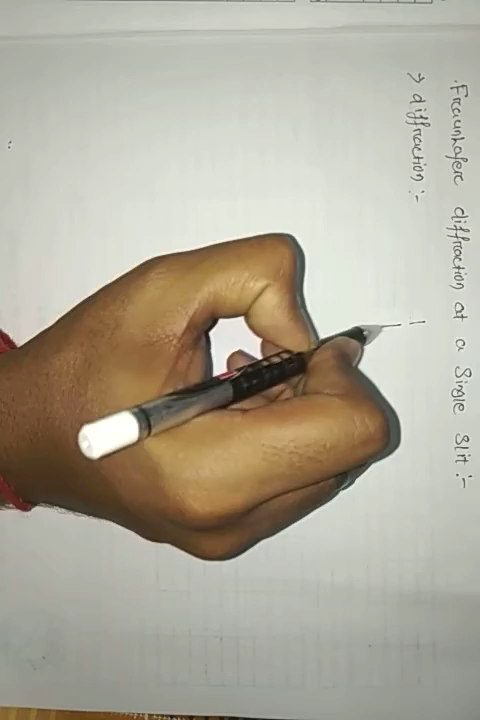 Fraunhofer diffraction at a Single Slit :-
> diffraction :-